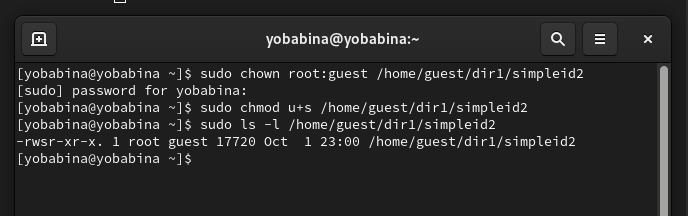 yobabina@yobabina:~
[yobabina@yobabina ~]$ sudo chown root:guest /home/guest/dir1/simpleid2
[sudo] password for yobabina:
[yobabina@yobabina ~]$ sudo chmod u+s /home/guest/dir1/simpleid2
[yobabina@yobabina ~]$ sudo ls -l /home/guest/dir1/simpleid2
-rwsr-xr-x. 1 root guest 17720 Oct  1 23:00 /home/guest/dir1/simpleid2
[yobabina@yobabina ~]$